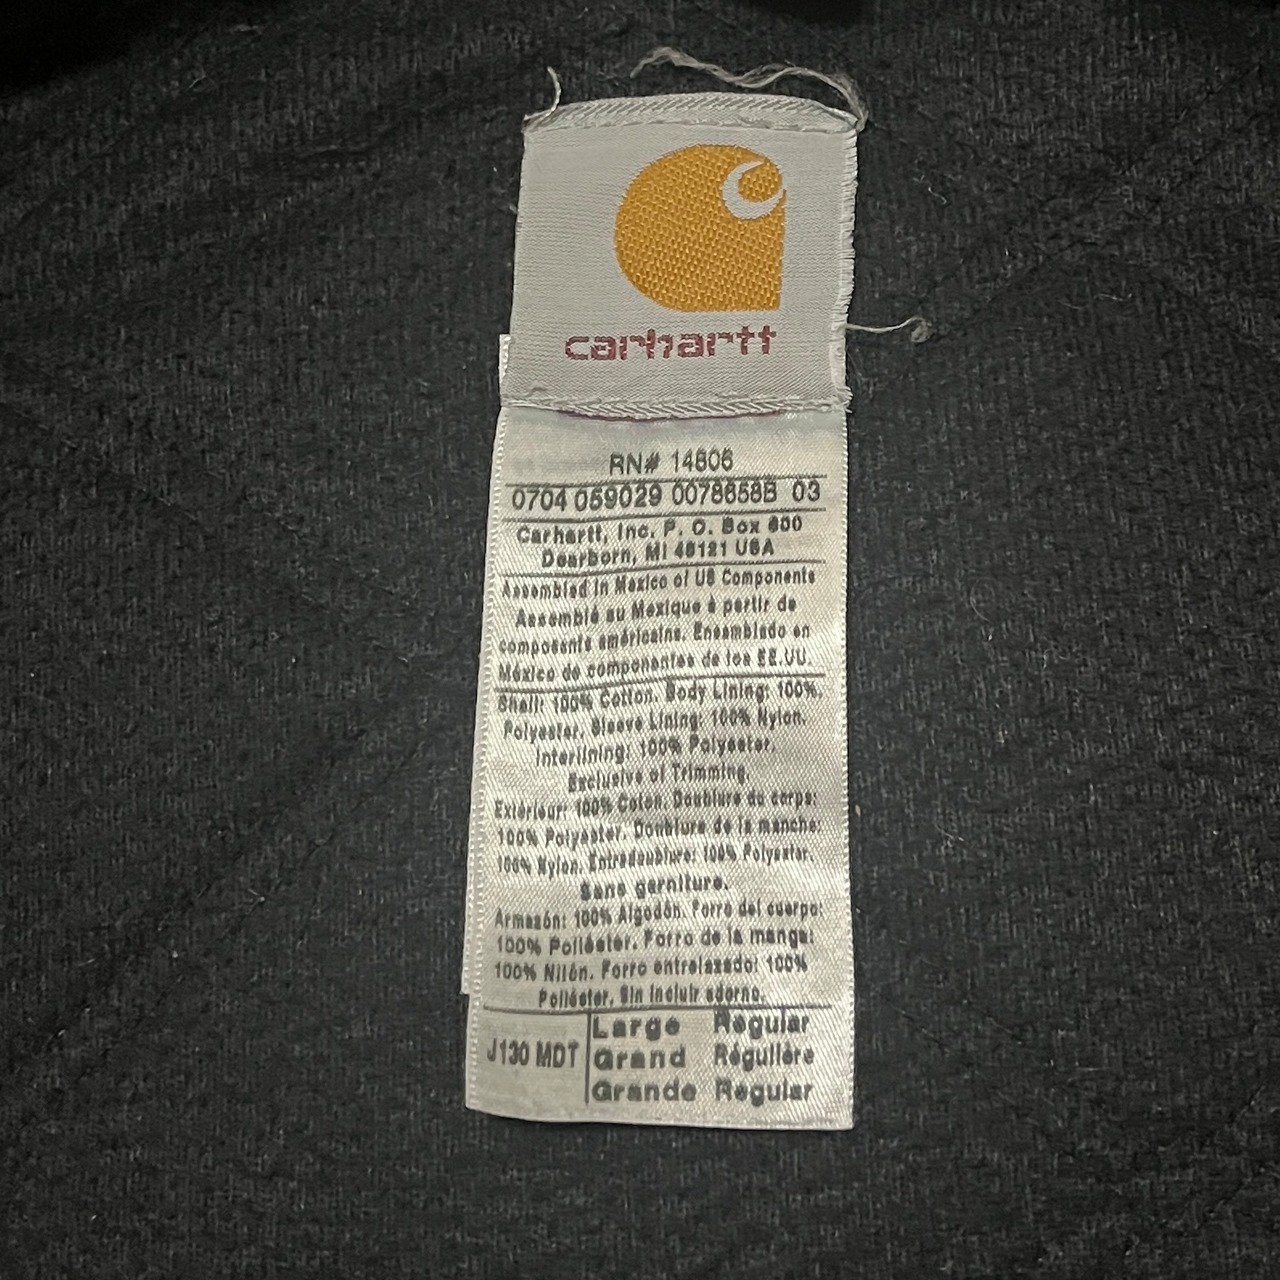 carhartt
RN# 14806
0704 059029 0078658B 03
Carhartt, Inc. P. O. Box 600
Dearborn, MI 48121 USA
Assembled in Mexico of US Components
Assemblé au Mexique à partir de
composants américains. Ensamblado en
México de componentes de los EE.UU.
Shell: 100% Cotton. Body Lining: 100%.
Polyester. Sleeve Lining: 100% Nylon.
Interlining: 100% Polyester.
Exclusive of Trimming.
Extérieur: 100% Coton. Doublure du corps:
100% Polyester. Doublure de la manche:
100% Nylon. Entredoublure: 100% Polyester.
Sans garniture.
Armazón: 100% Algodón. Forro del cuerpo:
100% Poliéster. Forro de la manga:
100% Nilón. Forro entrelazado: 100%
Poliéster. Sin incluir adorno.
J130 MDT
Large Regular
Grand Régulière
Grande Regular